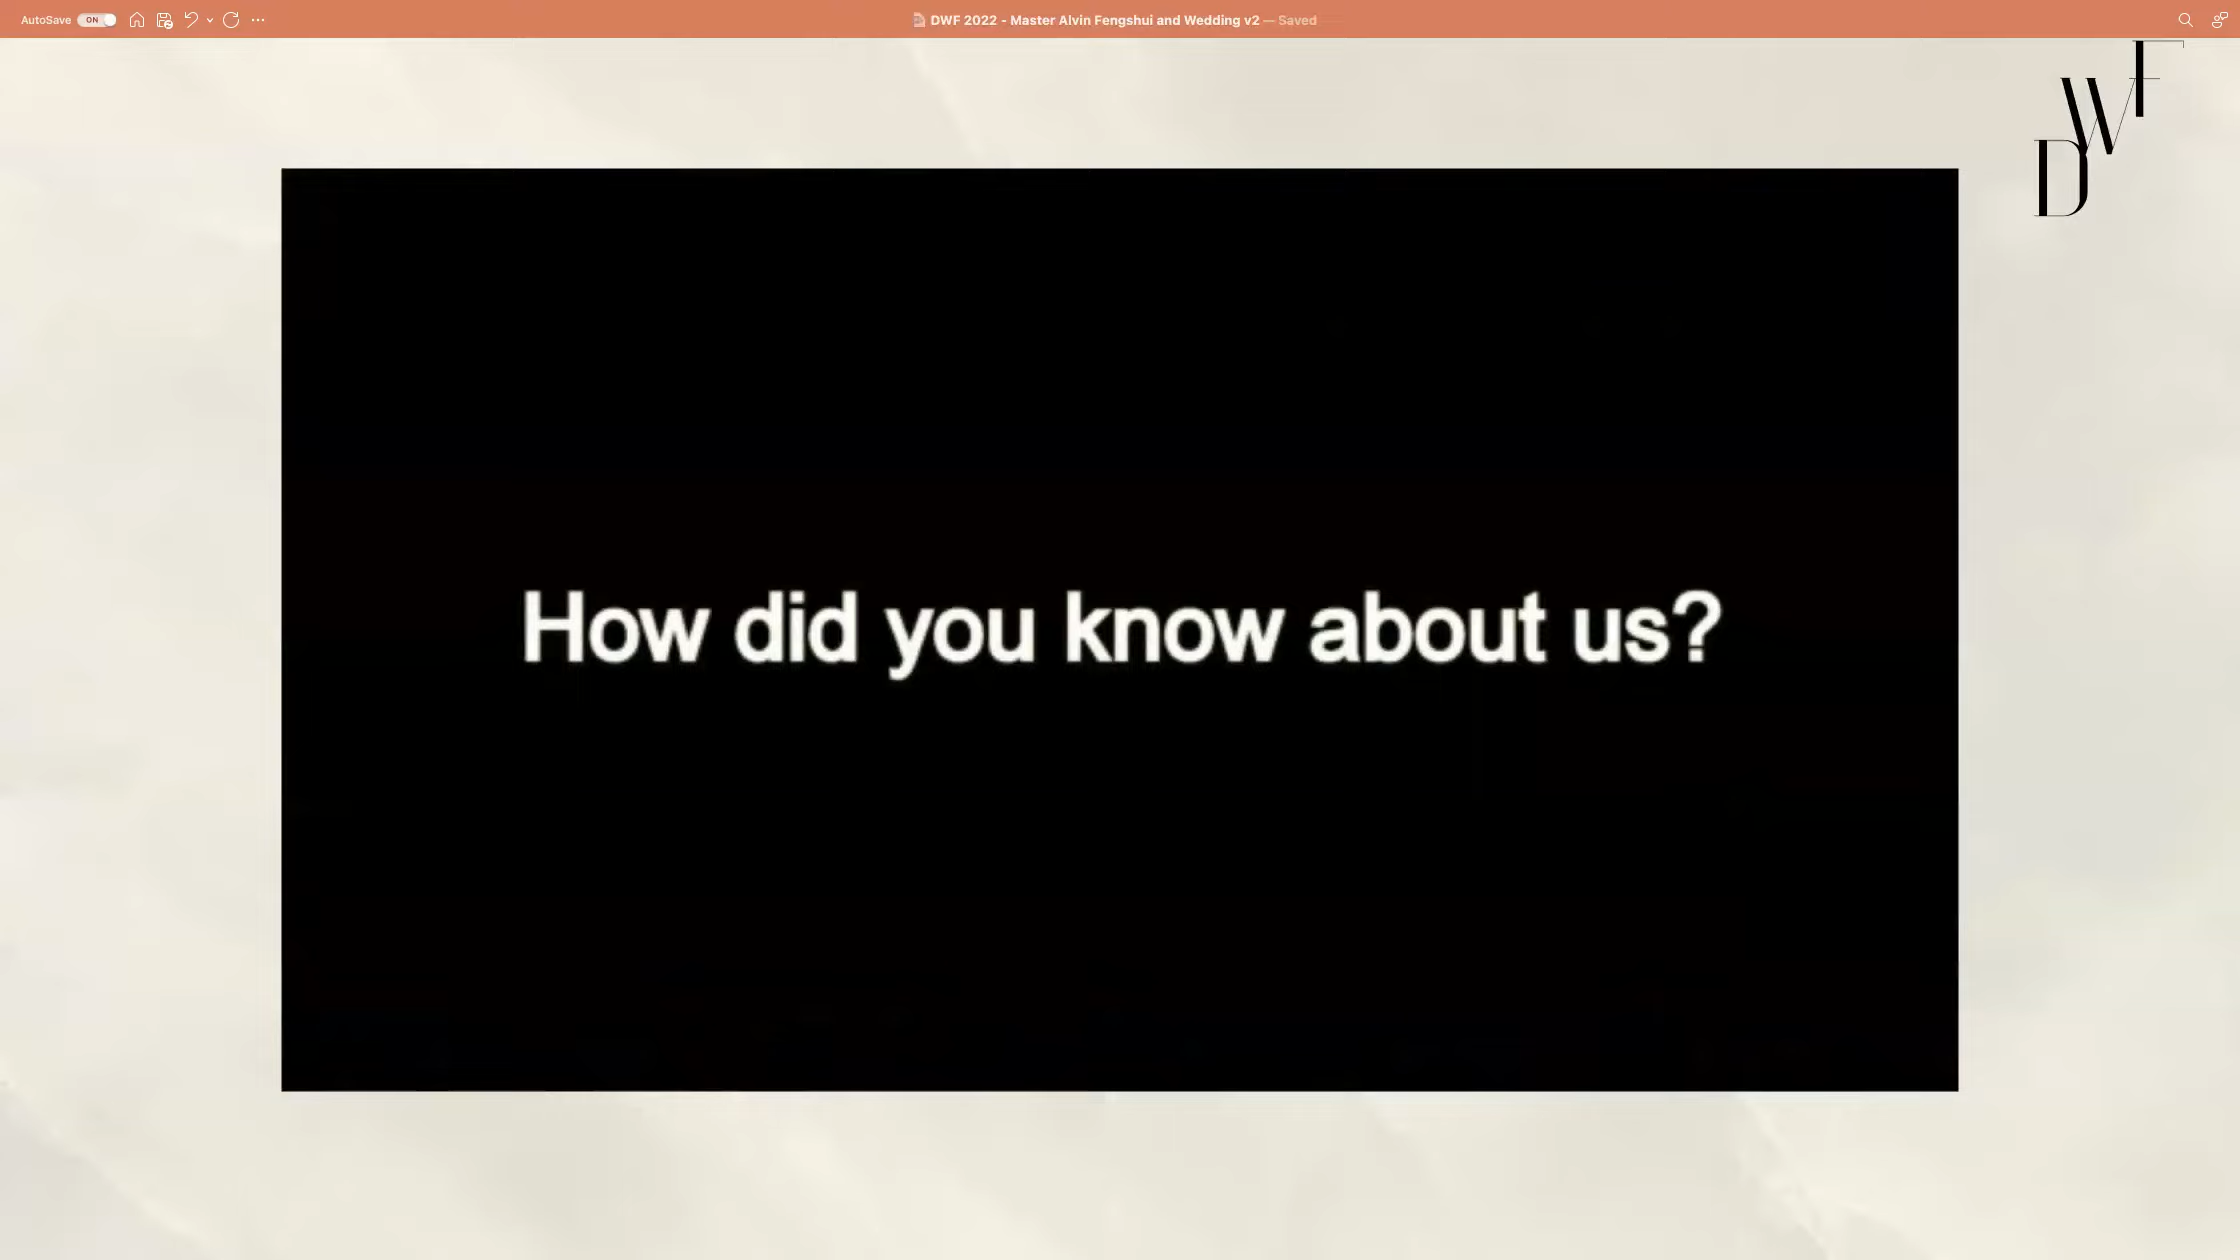 AutoSave ON
DWF 2022 - Master Alvin Fengshui and Wedding v2 — Saved
DWF
How did you know about us?